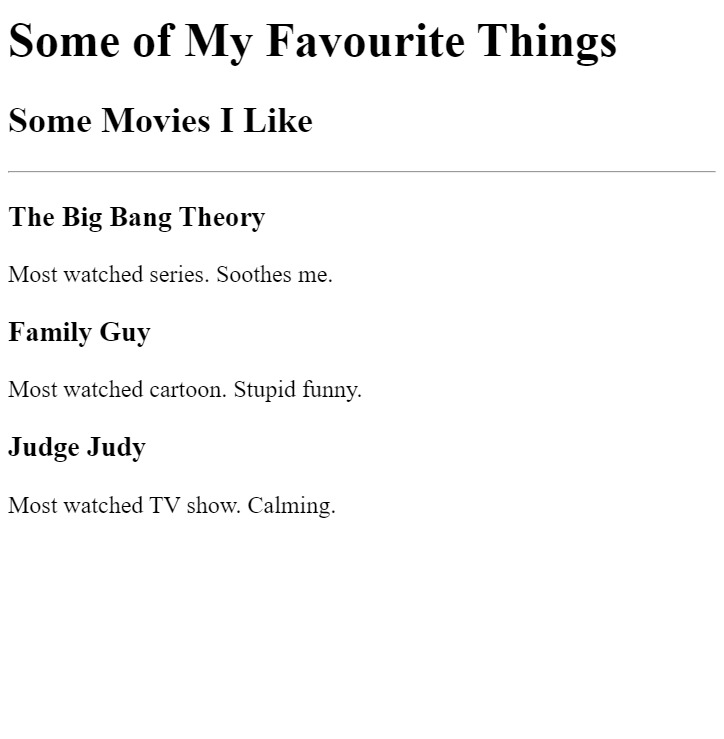 Some of My Favourite Things
Some Movies I Like
The Big Bang Theory
Most watched series. Soothes me.
Family Guy
Most watched cartoon. Stupid funny.
Judge Judy
Most watched TV show. Calming.